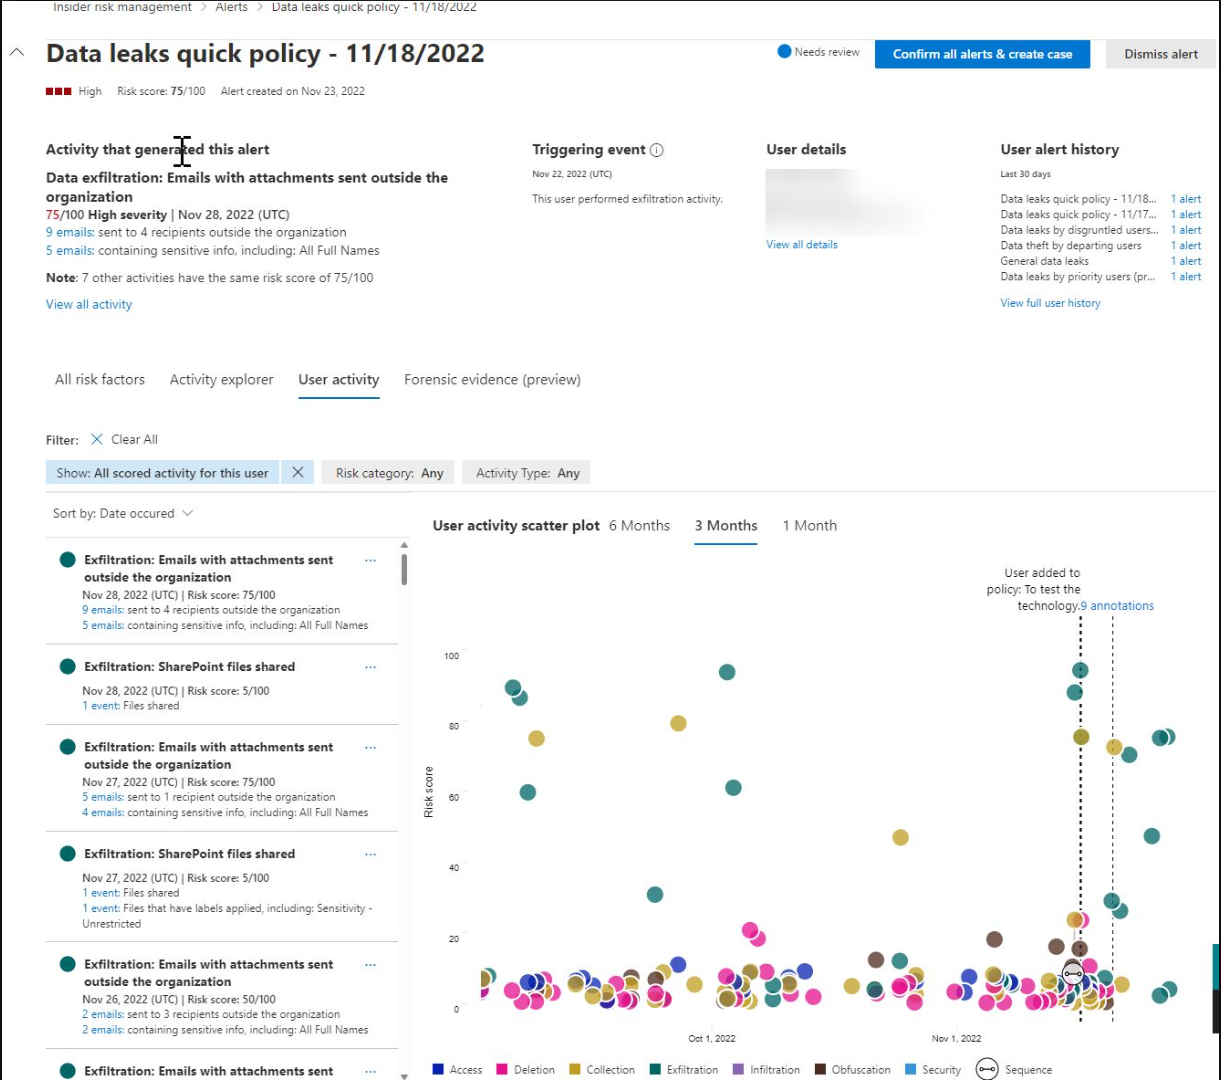 Insider risk management > Alerts > Data leaks quick policy - 11/18/2022
Data leaks quick policy - 11/18/2022
Needs review
Confirm all alerts & create case
Dismiss alert
High Risk score: 75/100 Alert created on Nov 23, 2022
Activity that generated this alert
Data exfiltration: Emails with attachments sent outside the
organization
75/100 High severity | Nov 28, 2022 (UTC)
9 emails: sent to 4 recipients outside the organization
5 emails: containing sensitive info, including: All Full Names
Note: 7 other activities have the same risk score of 75/100
View all activity
Triggering event
Nov 22, 2022 (UTC)
This user performed exfiltration activity.
User details
View all details
User alert history
Last 30 days
Data leaks quick policy - 11/18... 1 alert
Data leaks quick policy - 11/17... 1 alert
Data leaks by disgruntled users... 1 alert
Data theft by departing users 1 alert
General data leaks 1 alert
Data leaks by priority users (pr... 1 alert
View full user history
All risk factors Activity explorer User activity Forensic evidence (preview)
Filter: Clear All
Show: All scored activity for this user Risk category: Any Activity Type: Any
Sort by: Date occured
Exfiltration: Emails with attachments sent
outside the organization
Nov 28, 2022 (UTC) | Risk score: 75/100
9 emails: sent to 4 recipients outside the organization
5 emails: containing sensitive info, including: All Full Names
Exfiltration: SharePoint files shared
Nov 28, 2022 (UTC) | Risk score: 5/100
1 event: Files shared
Exfiltration: Emails with attachments sent
outside the organization
Nov 27, 2022 (UTC) | Risk score: 75/100
5 emails: sent to 1 recipient outside the organization
4 emails: containing sensitive info, including: All Full Names
Exfiltration: SharePoint files shared
Nov 27, 2022 (UTC) | Risk score: 5/100
1 event: Files shared
1 event: Files that have labels applied, including: Sensitivity -
Unrestricted
Exfiltration: Emails with attachments sent
outside the organization
Nov 26, 2022 (UTC) | Risk score: 50/100
2 emails: sent to 3 recipients outside the organization
2 emails: containing sensitive info, including: All Full Names
Exfiltration: Emails with attachments sent
User activity scatter plot 6 Months 3 Months 1 Month
User added to
policy: To test the
technology. 9 annotations
100
80
60
40
20
0
Risk score
Oct 1, 2022
Nov 1, 2022
Access Deletion Collection Exfiltration Infiltration Obfuscation Security Sequence